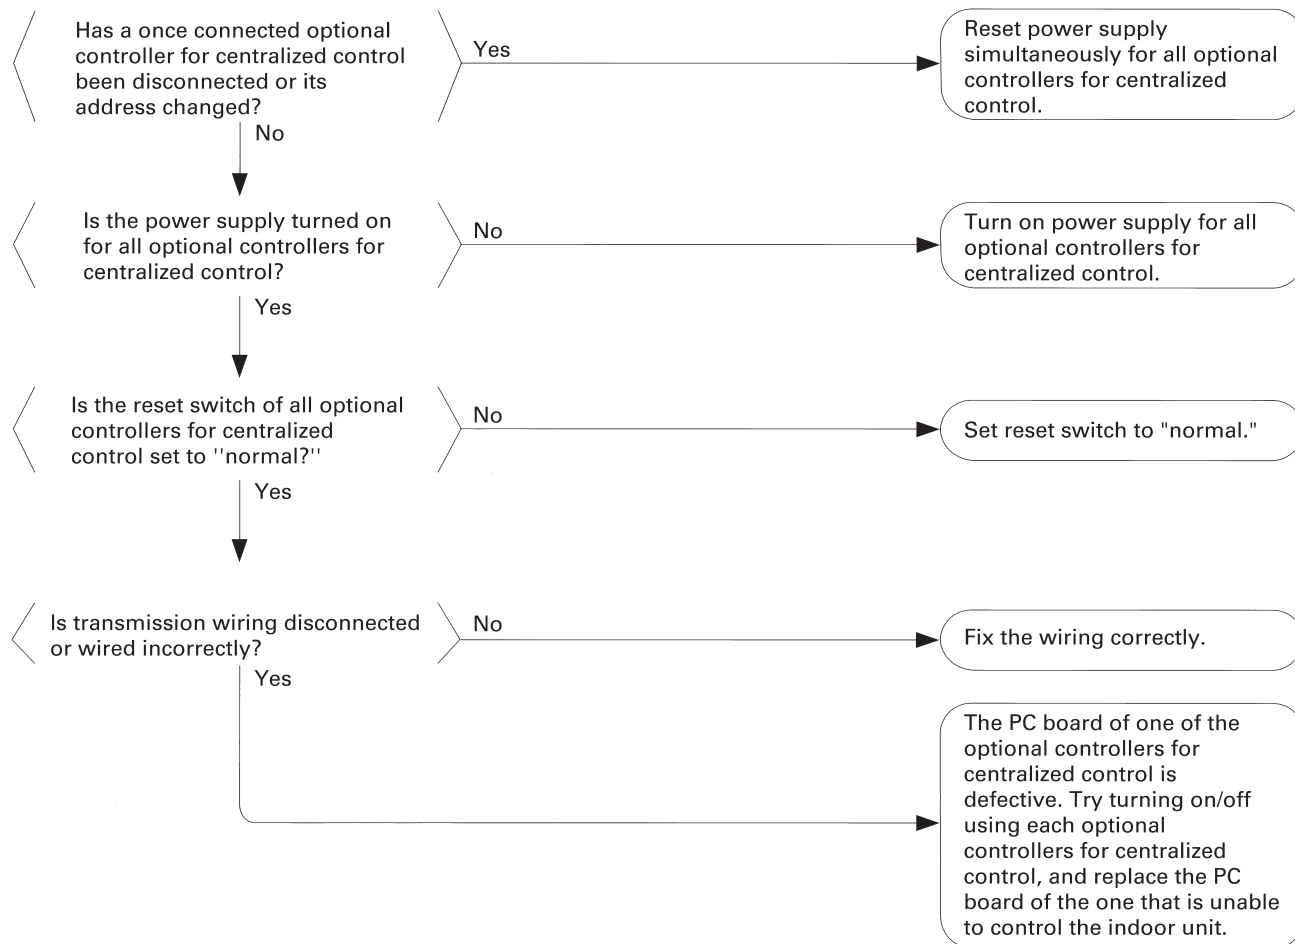 Has a once connected optional
controller for centralized control
been disconnected or its
address changed?
Yes
Reset power supply
simultaneously for all optional
controllers for centralized
control.
No
Is the power supply turned on
for all optional controllers for
centralized control?
No
Turn on power supply for all
optional controllers for
centralized control.
Yes
Is the reset switch of all optional
controllers for centralized
control set to ''normal?''
No
Set reset switch to "normal."
Yes
Is transmission wiring disconnected
or wired incorrectly?
No
Fix the wiring correctly.
Yes
The PC board of one of the
optional controllers for
centralized control is
defective. Try turning on/off
using each optional
controllers for centralized
control, and replace the PC
board of the one that is unable
to control the indoor unit.